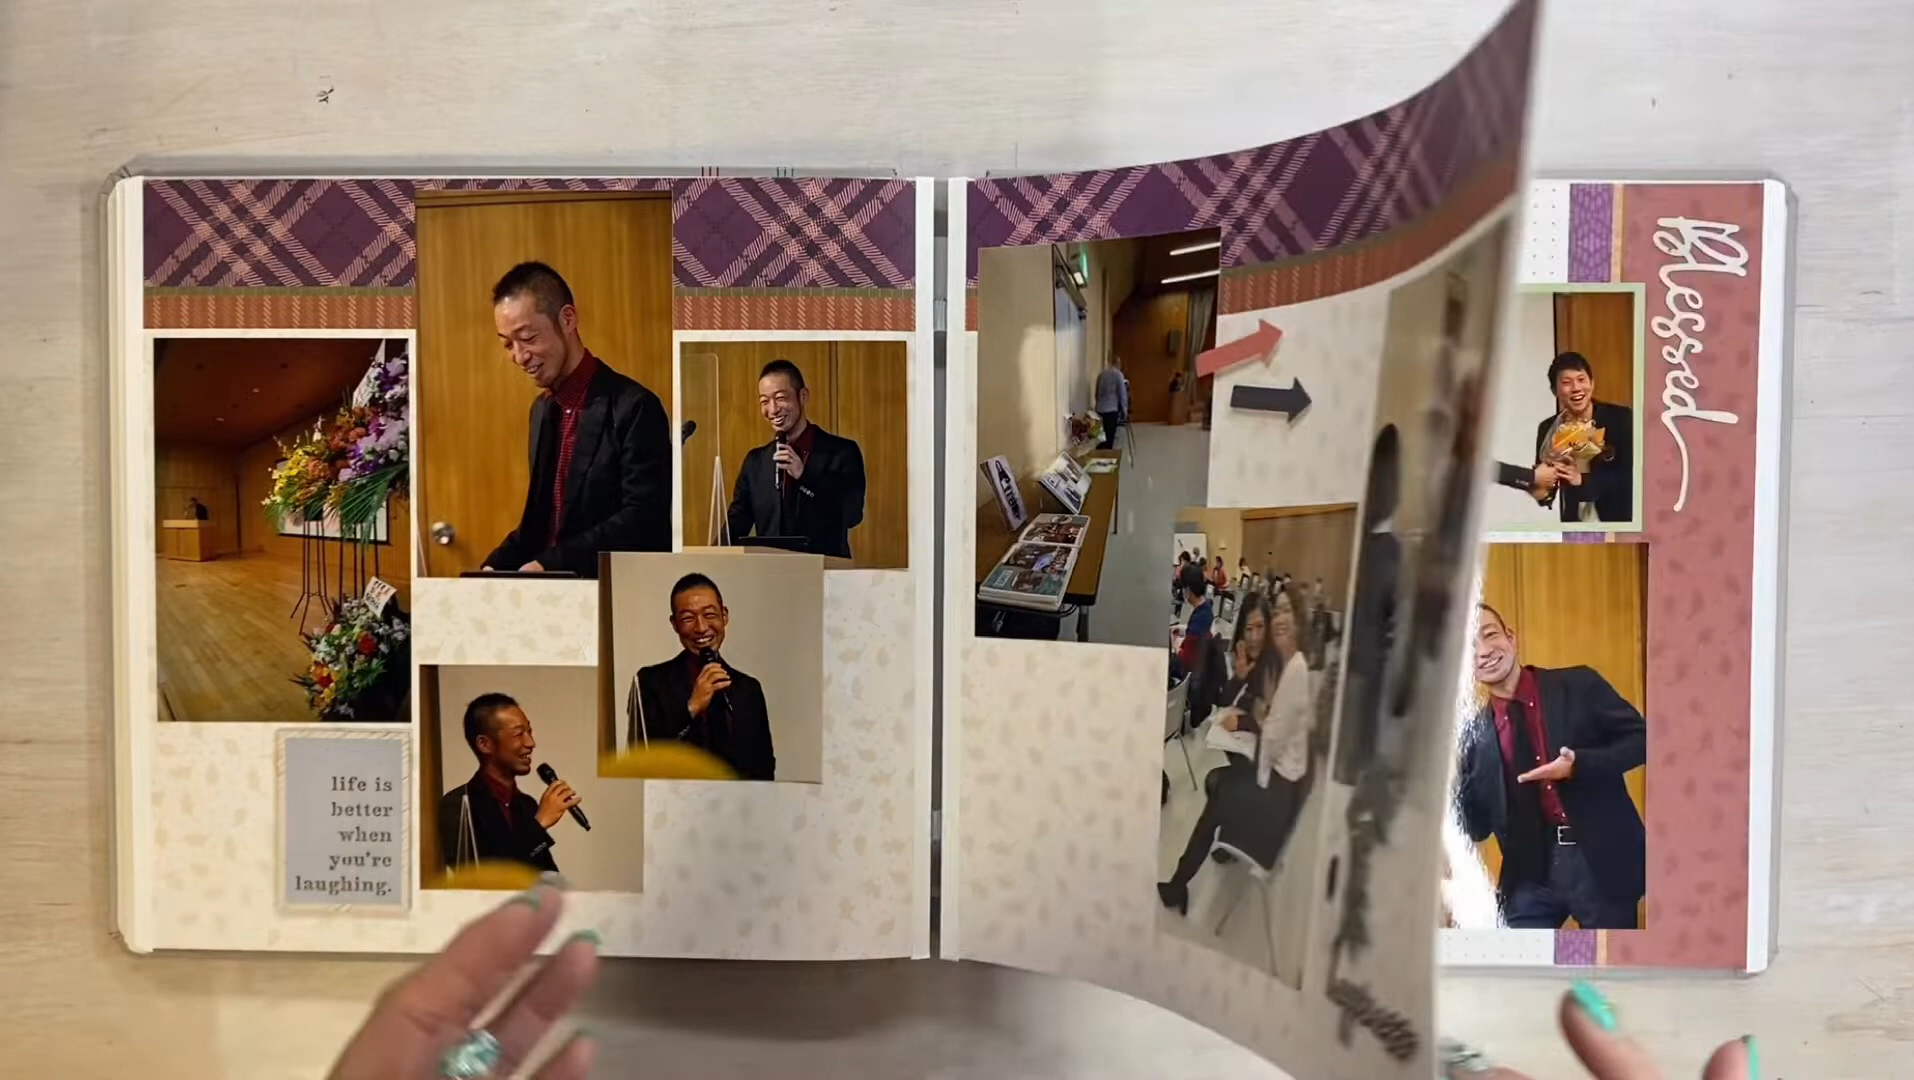 life is
better
when
you're
laughing.
Blessed